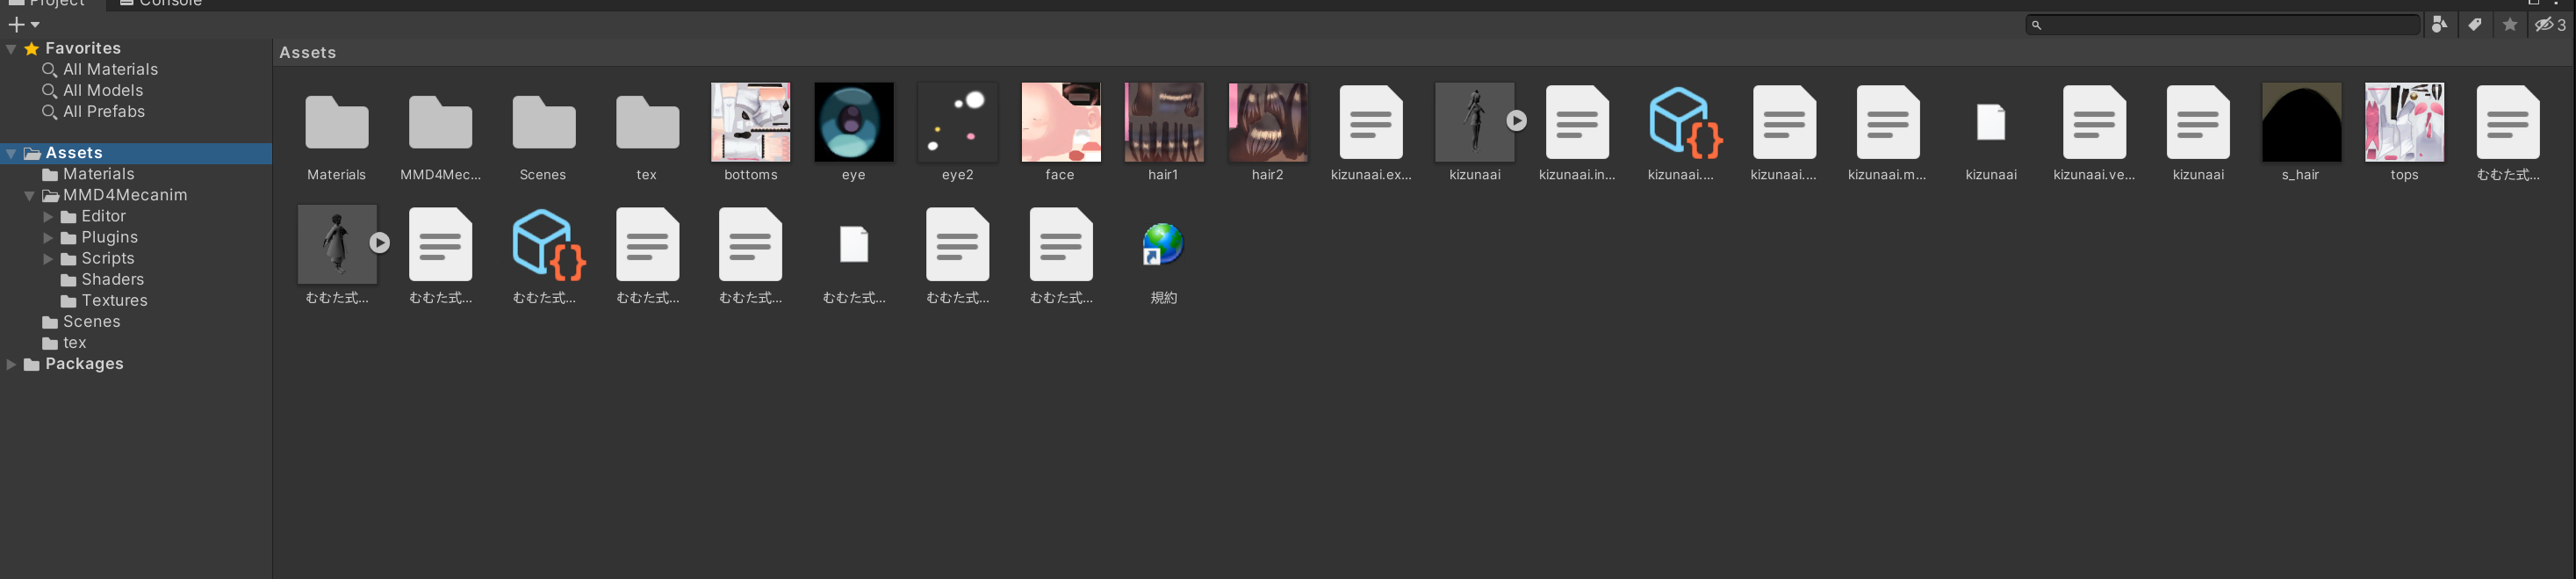 Project
Console
3
Favorites
All Materials
All Models
All Prefabs
Assets
Materials
MMD4Mecanim
Editor
Plugins
Scripts
Shaders
Textures
Scenes
tex
Packages
Assets
Materials
MMD4Mec...
Scenes
tex
bottoms
eye
eye2
face
hair1
hair2
kizunaai.ex...
kizunaai
kizunaai.in...
kizunaai....
kizunaai....
kizunaai.m...
kizunaai
kizunaai.ve...
kizunaai
s_hair
tops
むむた式...
むむた式...
むむた式...
むむた式...
むむた式...
むむた式...
むむた式...
むむた式...
むむた式...
規約